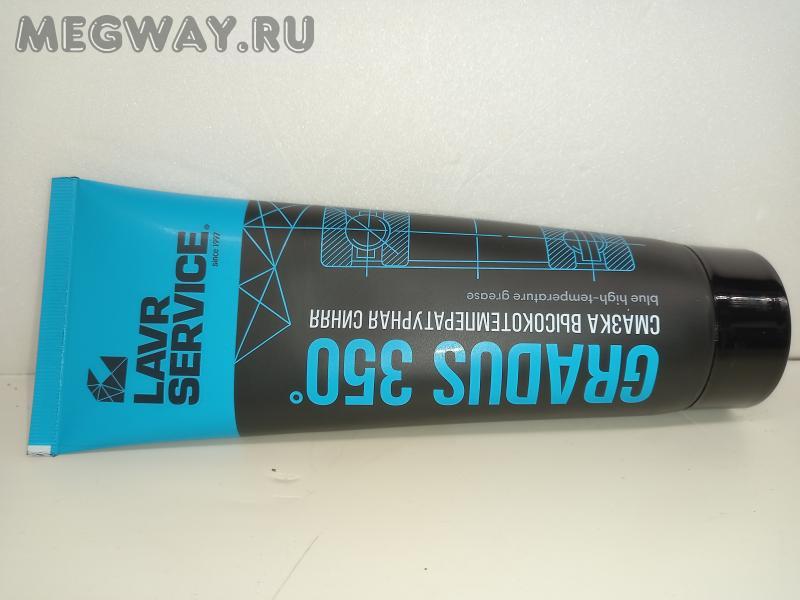 MEGWAY.RU
LAVR
SERVICE®
since 1997
GRADUS 350°
СМАЗКА ВЫСОКОТЕМПЕРАТУРНАЯ СИНЯЯ
blue high-temperature grease